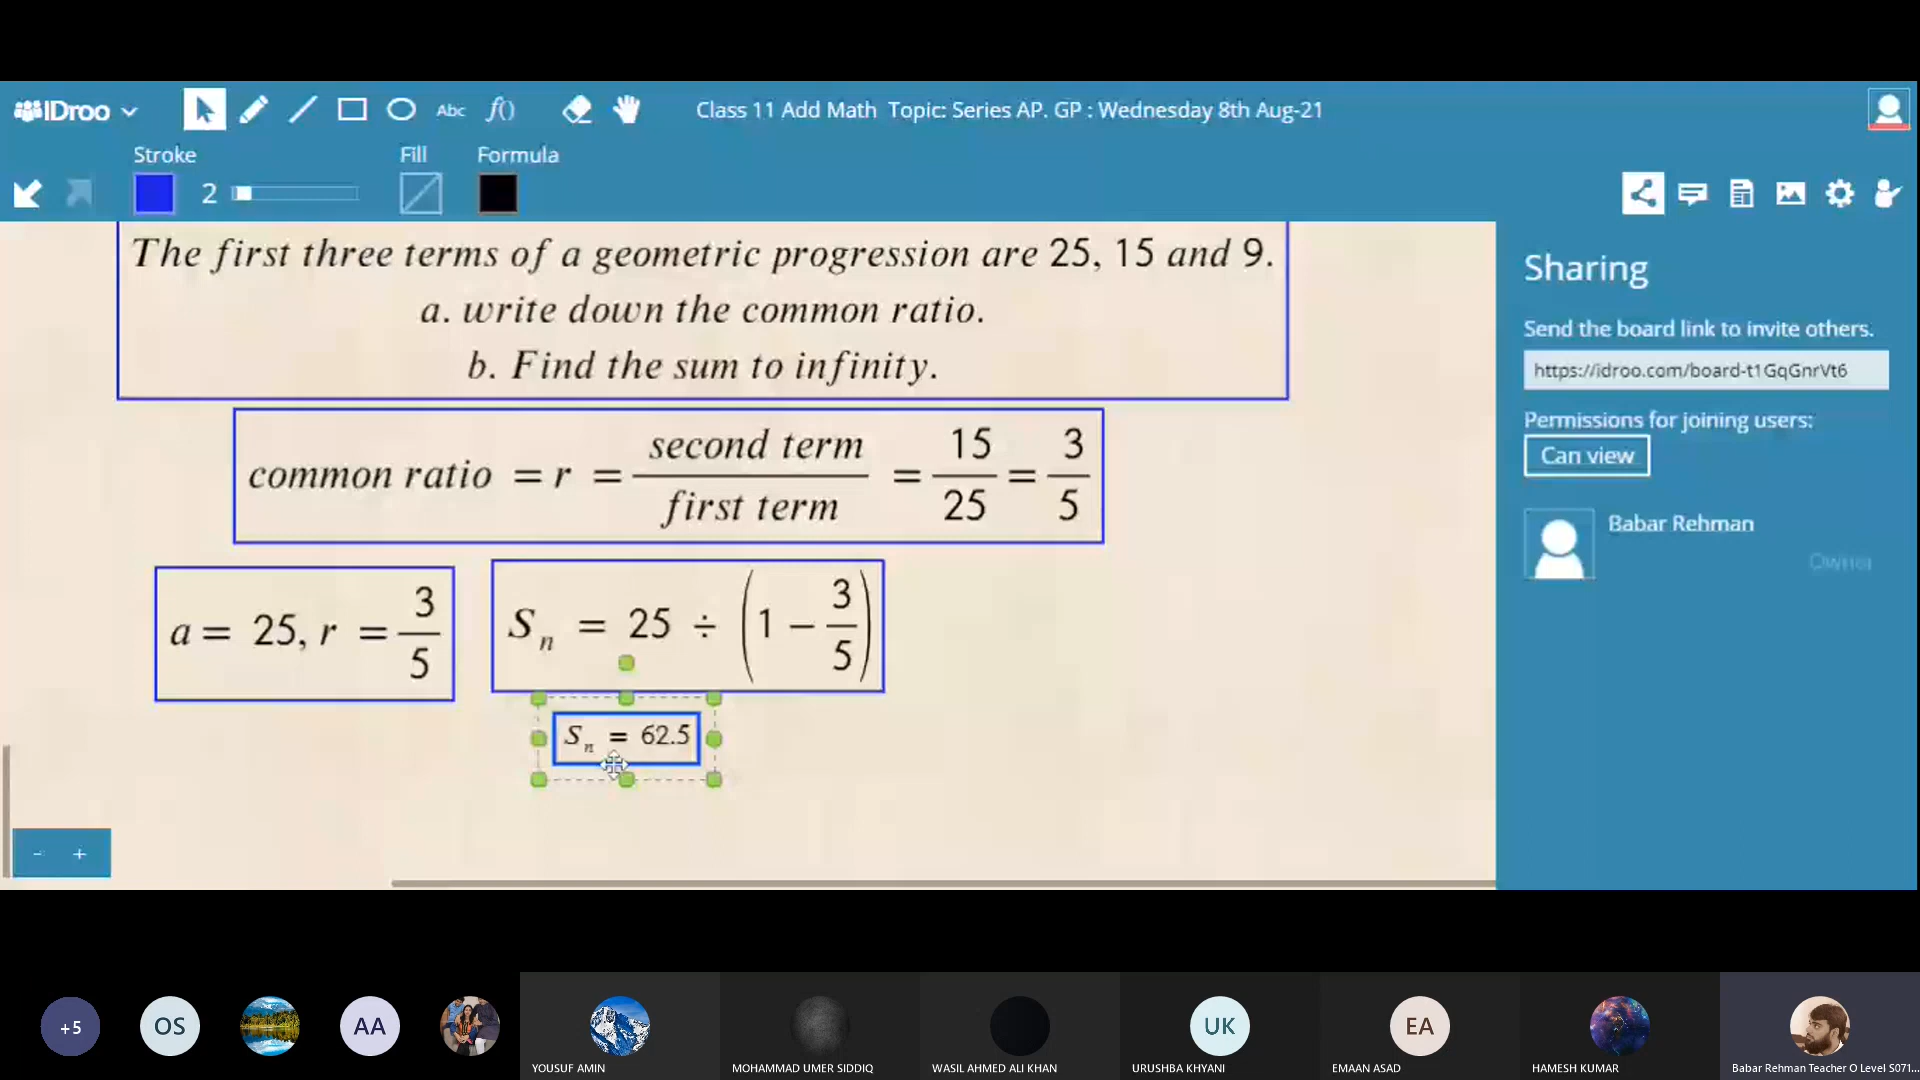 IDroo
Abc
f()
Class 11 Add Math Topic: Series AP. GP : Wednesday 8th Aug-21
Stroke
Fill
Formula
2
The first three terms of a geometric progression are 25, 15 and 9.
a. write down the common ratio.
b. Find the sum to infinity.
common ratio = r = second term / first term = 15/25 = 3/5
a = 25, r = 3/5
S_n = 25 ÷ (1 − 3/5)
S_n = 62.5
- +
Sharing
Send the board link to invite others.
https://idroo.com/board-t1GqGnrVt6
Permissions for joining users:
Can view
Babar Rehman
Owner
+5
OS
AA
UK
EA
YOUSUF AMIN
MOHAMMAD UMER SIDDIQ
WASIL AHMED ALI KHAN
URUSHBA KHYANI
EMAAN ASAD
HAMESH KUMAR
Babar Rehman Teacher O Level S071...